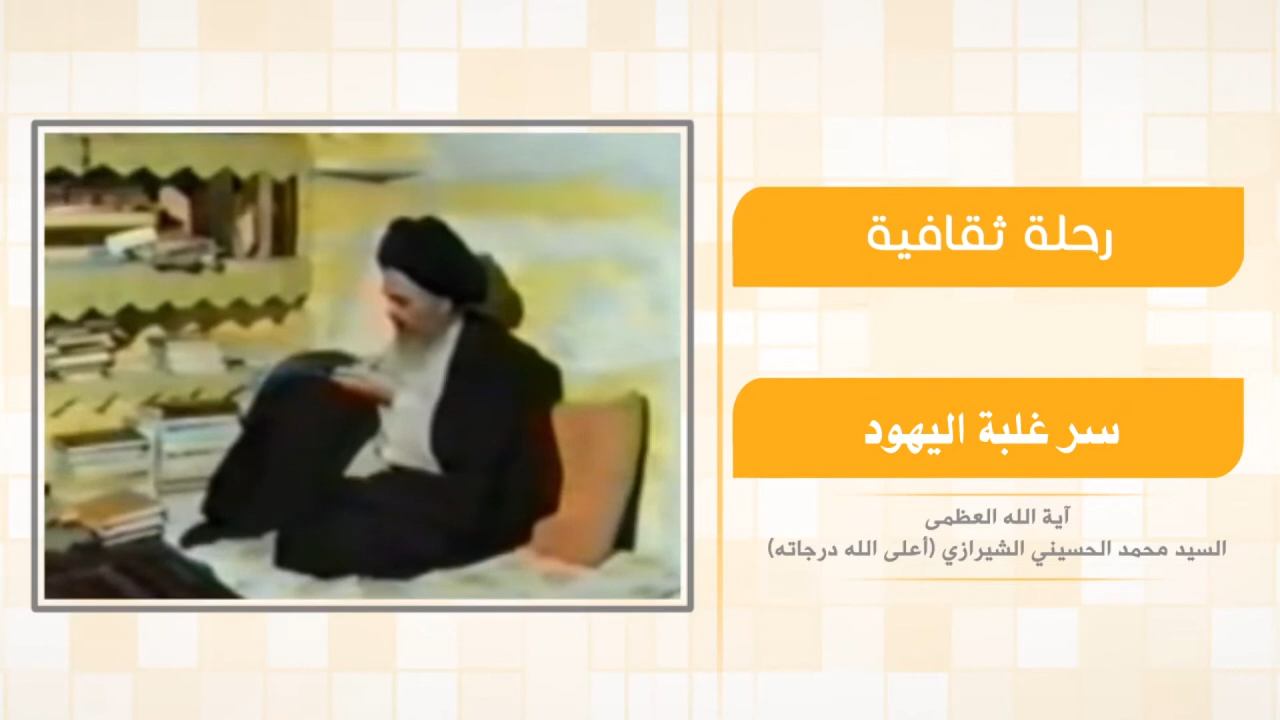 رحلة ثقافية
سر غلبة اليهود
آية الله العظمى
السيد محمد الحسيني الشيرازي (أعلى الله درجاته)